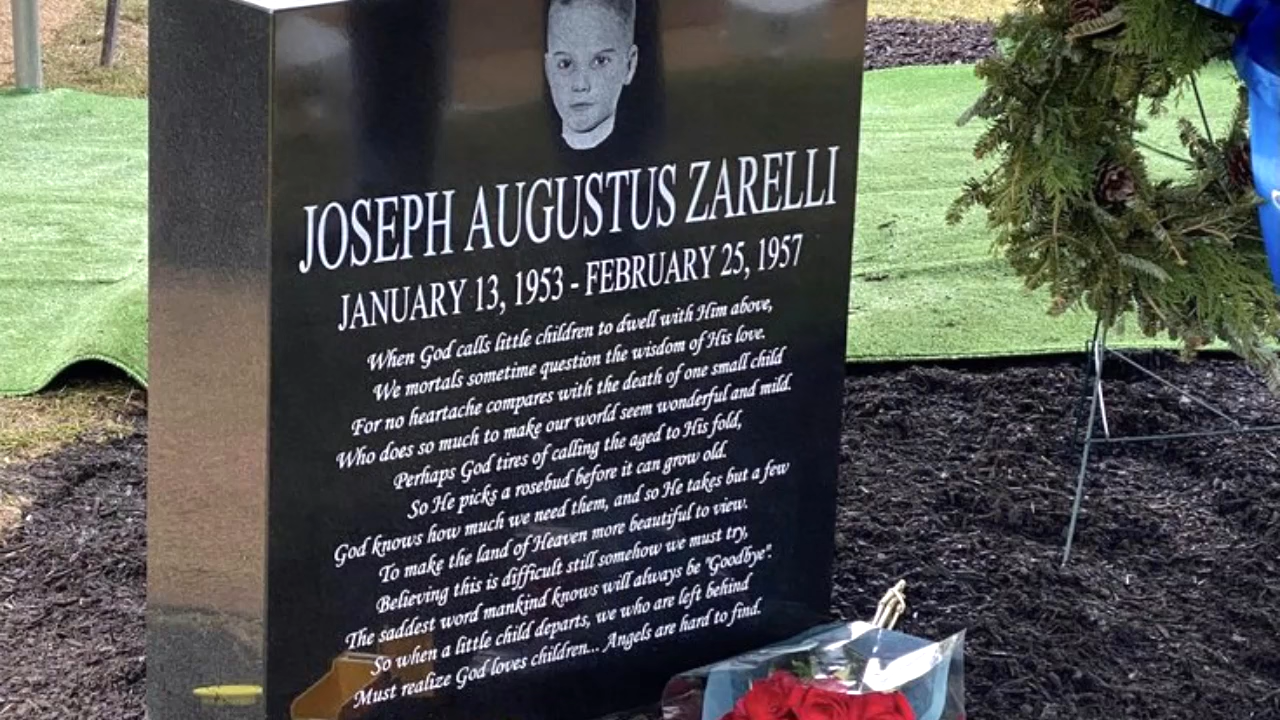 JOSEPH AUGUSTUS ZARELLI
JANUARY 13, 1953 - FEBRUARY 25, 1957
When God calls little children to dwell with Him above,
We mortals sometime question the wisdom of His love.
For no heartache compares with the death of one small child
Who does so much to make our world seem wonderful and mild.
Perhaps God tires of calling the aged to His fold,
So He picks a rosebud before it can grow old.
God knows how much we need them, and so He takes but a few
To make the land of Heaven more beautiful to view.
Believing this is difficult still somehow we must try,
The saddest word mankind knows will always be "Goodbye".
So when a little child departs, we who are left behind
Must realize God loves children... Angels are hard to find.